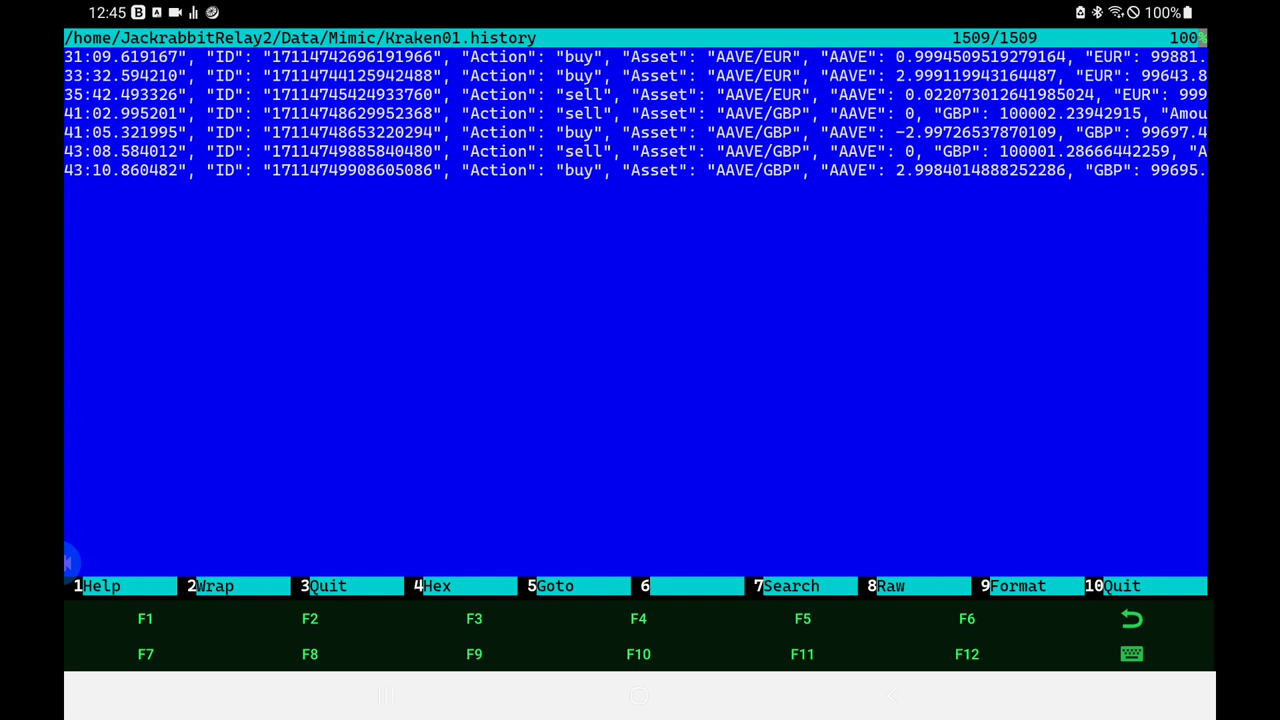 12:45 100%
/home/JackrabbitRelay2/Data/Mimic/Kraken01.history 1509/1509 100%
31:09.619167", "ID": "17114742696191966", "Action": "buy", "Asset": "AAVE/EUR", "AAVE": 0.9994509519279164, "EUR": 99881.
33:32.594210", "ID": "17114744125942488", "Action": "buy", "Asset": "AAVE/EUR", "AAVE": 2.999119943164487, "EUR": 99643.8
35:42.493326", "ID": "17114745424933760", "Action": "sell", "Asset": "AAVE/EUR", "AAVE": 0.022073012641985024, "EUR": 999
41:02.995201", "ID": "17114748629952368", "Action": "sell", "Asset": "AAVE/GBP", "AAVE": 0, "GBP": 100002.23942915, "Amou
41:05.321995", "ID": "17114748653220294", "Action": "buy", "Asset": "AAVE/GBP", "AAVE": -2.99726537870109, "GBP": 99697.4
43:08.584012", "ID": "17114749885840480", "Action": "sell", "Asset": "AAVE/GBP", "AAVE": 0, "GBP": 100001.28666442259, "A
43:10.860482", "ID": "17114749908605086", "Action": "buy", "Asset": "AAVE/GBP", "AAVE": 2.9984014888252286, "GBP": 99695.
1Help 2Wrap 3Quit 4Hex 5Goto 6 7Search 8Raw 9Format 10Quit
F1 F2 F3 F4 F5 F6
F7 F8 F9 F10 F11 F12